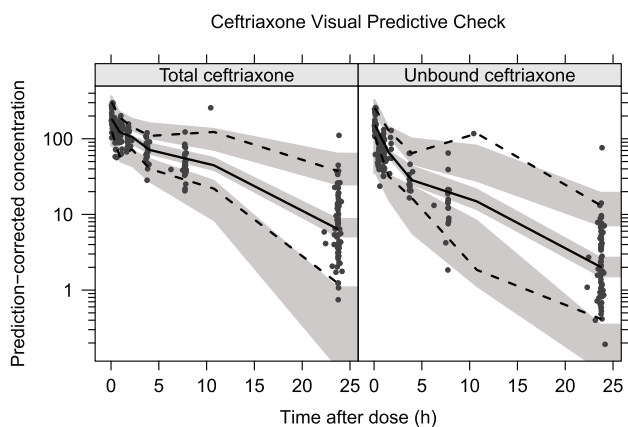 Ceftriaxone Visual Predictive Check
Total ceftriaxone
Unbound ceftriaxone
Prediction−corrected concentration
100
10
1
0 5 10 15 20 25
0 5 10 15 20 25
Time after dose (h)